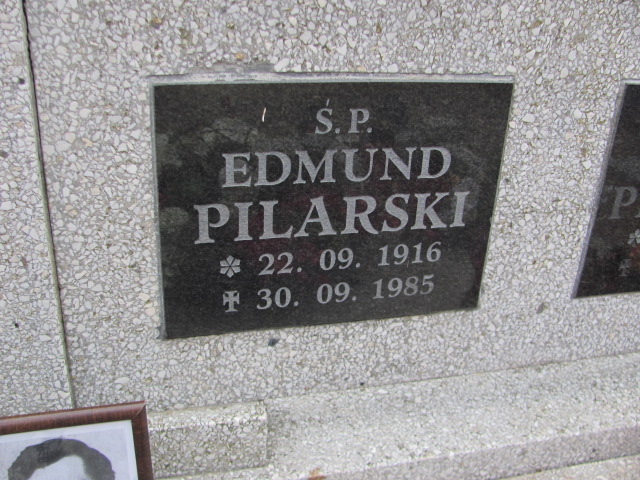 Ś.P.
EDMUND
PILARSKI
* 22. 09. 1916
✠ 30. 09. 1985